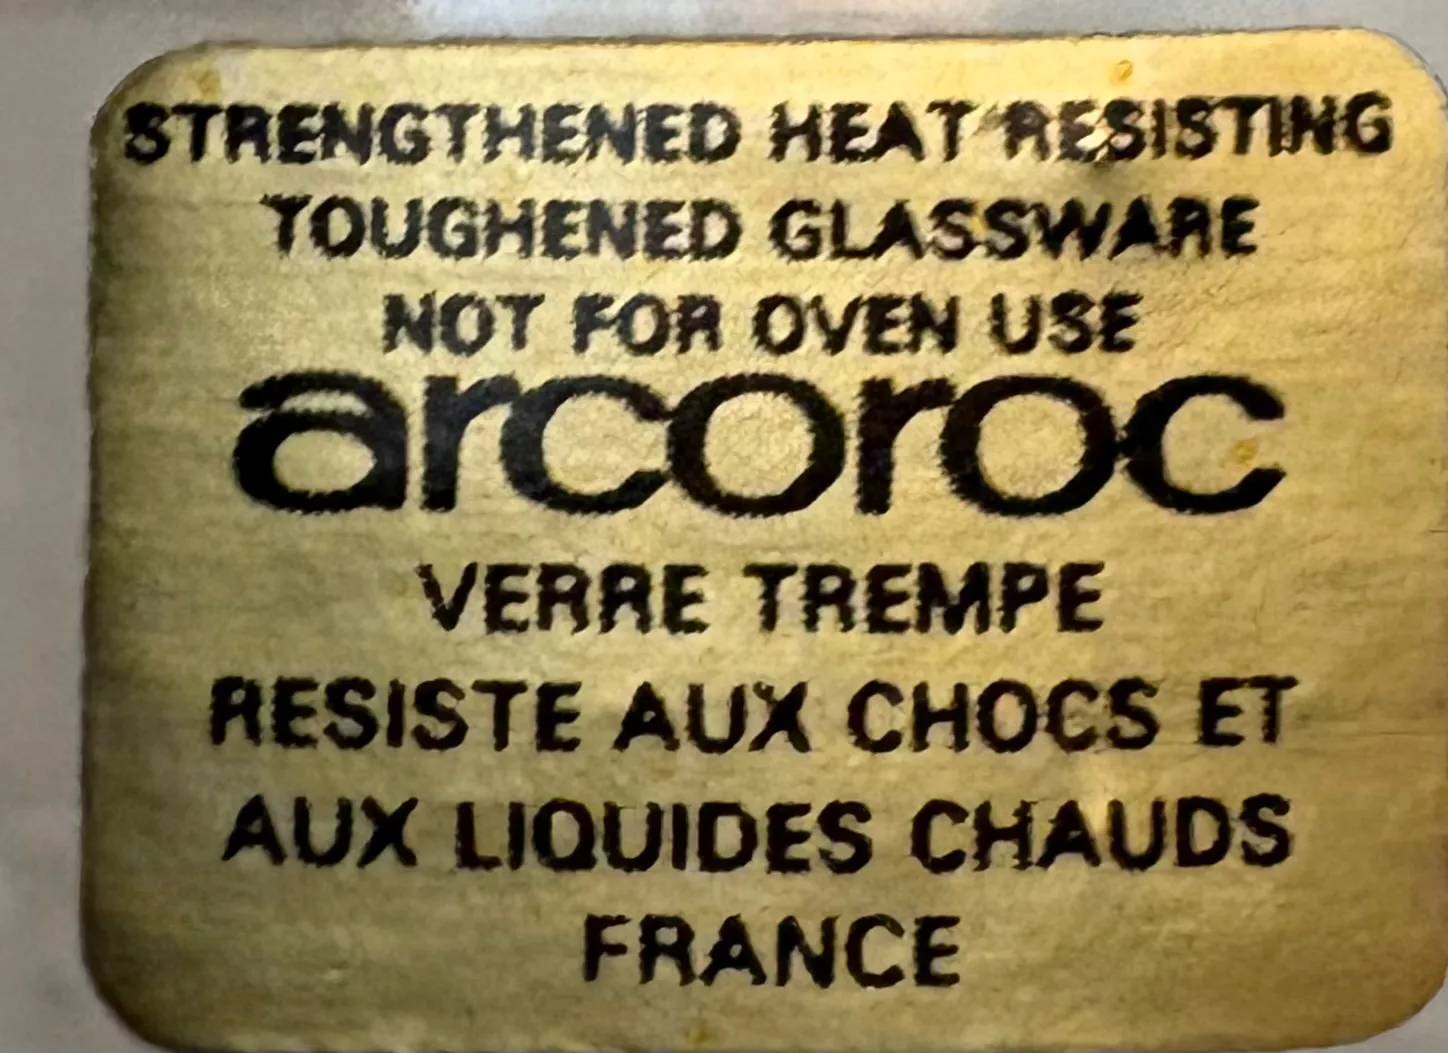 STRENGTHENED HEAT RESISTING
TOUGHENED GLASSWARE
NOT FOR OVEN USE
arcoroc
VERRE TREMPE
RESISTE AUX CHOCS ET
AUX LIQUIDES CHAUDS
FRANCE